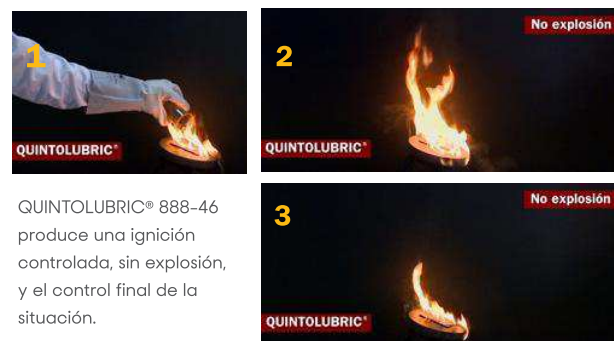 1
QUINTOLUBRIC®
2
No explosión
QUINTOLUBRIC®
QUINTOLUBRIC® 888-46
produce una ignición
controlada, sin explosión,
y el control final de la
situación.
3
No explosión
QUINTOLUBRIC®